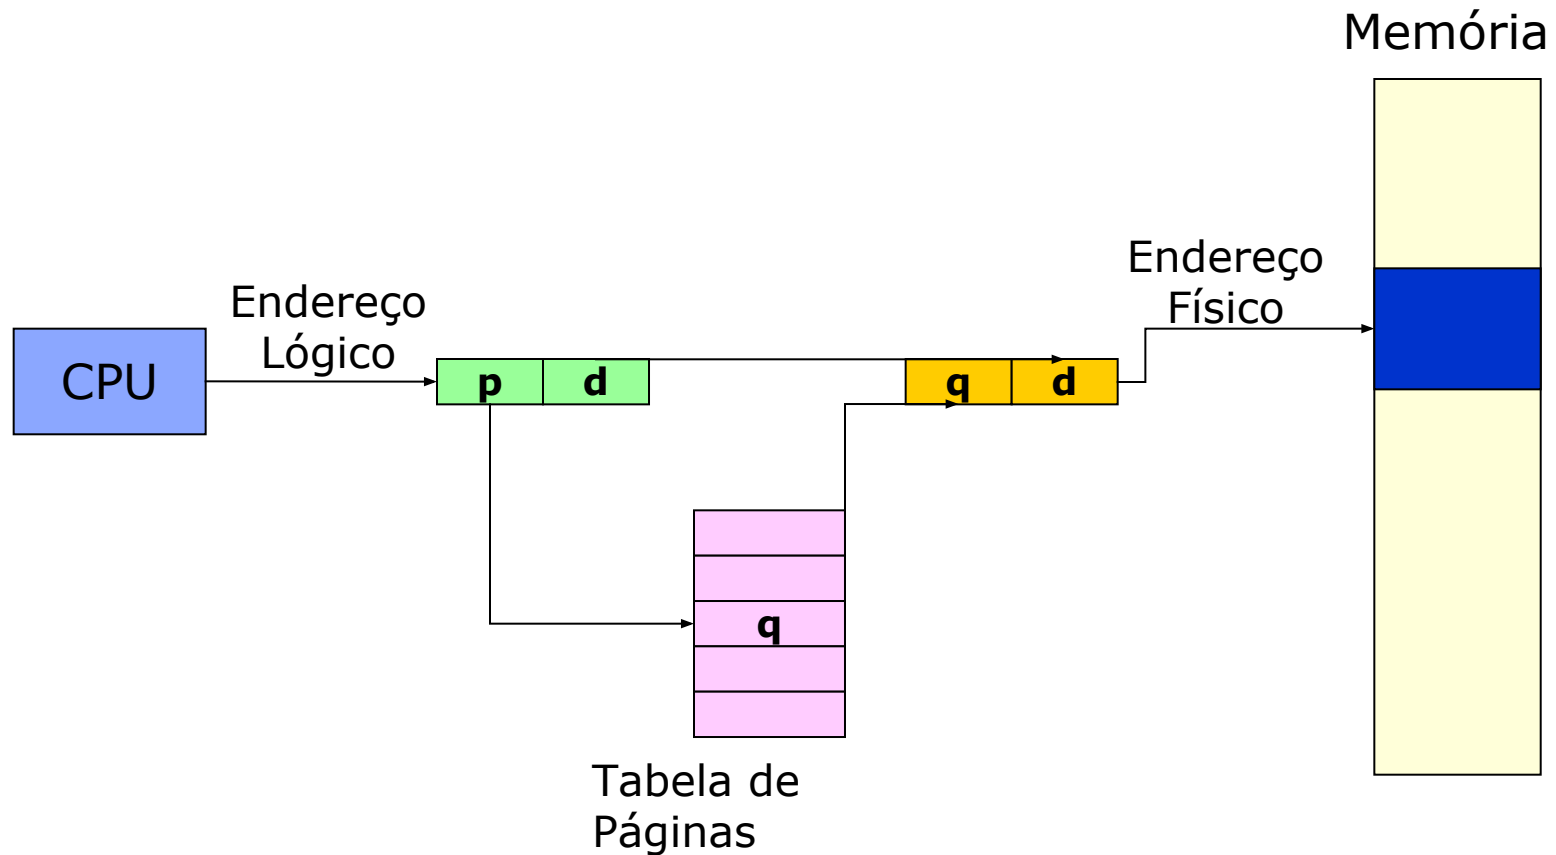 Memória
Endereço
Físico
Endereço
Lógico
CPU
p d
q d
q
Tabela de
Páginas